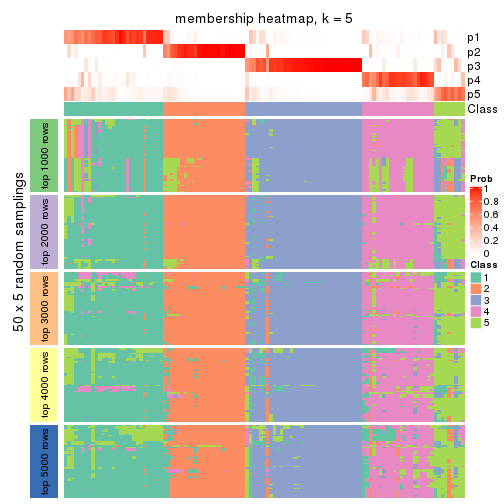 membership heatmap, k = 5
p1
p2
p3
p4
p5
Class
50 x 5 random samplings
top 1000 rows
top 2000 rows
top 3000 rows
top 4000 rows
top 5000 rows
Prob
1
0.8
0.6
0.4
0.2
0
Class
1
2
3
4
5